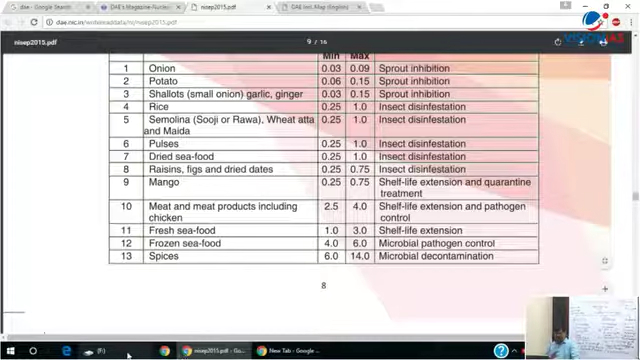 dae - Google Search
DAE's Magazine-Nuclea
nisep2015.pdf
DAE Inst. Map (English)
dae.nic.in/writereaddata/nisep2015.pdf
nisep2015.pdf
9 / 16
Min Max
1 Onion 0.03 0.09 Sprout inhibition
2 Potato 0.06 0.15 Sprout inhibition
3 Shallots (small onion) garlic, ginger 0.03 0.15 Sprout inhibition
4 Rice 0.25 1.0 Insect disinfestation
5 Semolina (Sooji or Rawa), Wheat atta 0.25 1.0 Insect disinfestation
and Maida
6 Pulses 0.25 1.0 Insect disinfestation
7 Dried sea-food 0.25 1.0 Insect disinfestation
8 Raisins, figs and dried dates 0.25 0.75 Insect disinfestation
9 Mango 0.25 0.75 Shelf-life extension and quarantine
treatment
10 Meat and meat products including 2.5 4.0 Shelf-life extension and pathogen
chicken control
11 Fresh sea-food 1.0 3.0 Shelf-life extension
12 Frozen sea-food 4.0 6.0 Microbial pathogen control
13 Spices 6.0 14.0 Microbial decontamination
8
(F:)
nisep2015.pdf - Go...
New Tab - Google ...